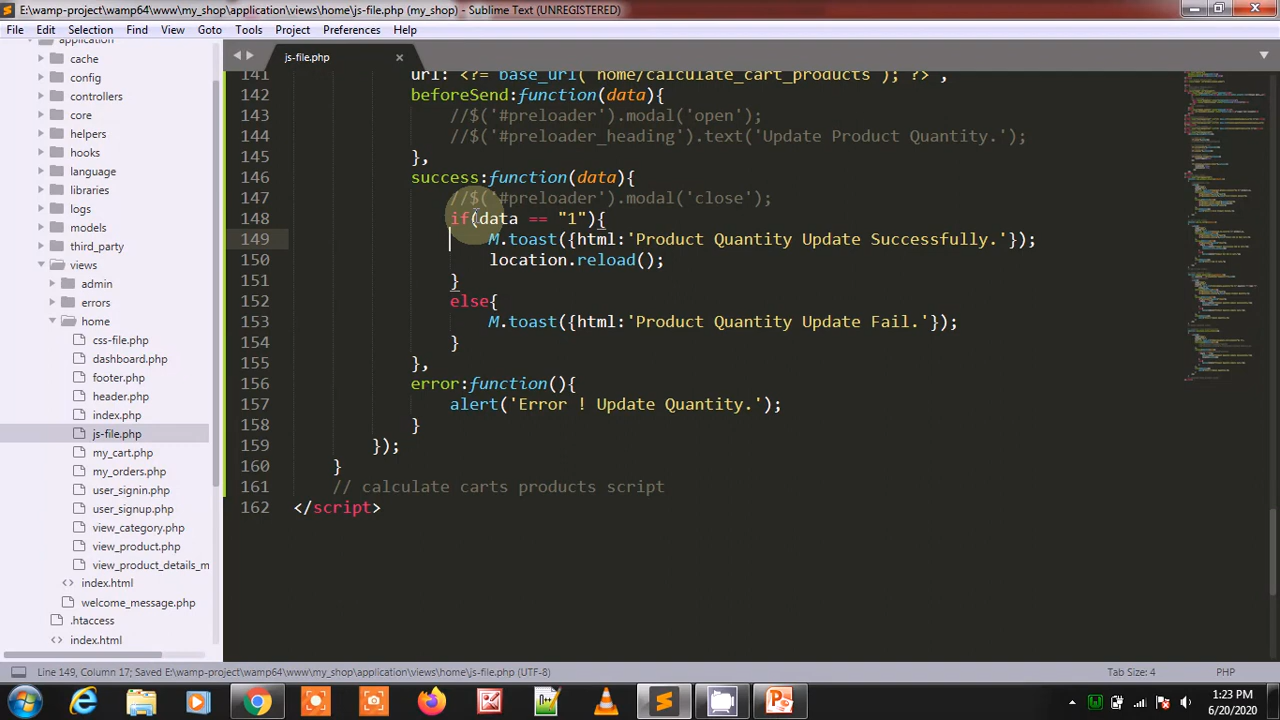 E:\wamp-project\wamp64\www\my_shop\application\views\home\js-file.php (my_shop) - Sublime Text (UNREGISTERED)
File Edit Selection Find View Goto Tools Project Preferences Help
application
cache
config
controllers
core
helpers
hooks
language
libraries
logs
models
third_party
views
admin
errors
home
css-file.php
dashboard.php
footer.php
header.php
index.php
js-file.php
my_cart.php
my_orders.php
user_signin.php
user_signup.php
view_category.php
view_product.php
view_product_details_m
index.html
welcome_message.php
.htaccess
index.html
js-file.php
141 url: '<?= base_url('home/calculate_cart_products'); ?>',
142 beforeSend:function(data){
143 //$('#preloader').modal('open');
144 //$('#preloader_heading').text('Update Product Quantity.');
145 },
146 success:function(data){
147 //$('#preloader').modal('close');
148 if(data == "1"){
149 M.toast({html:'Product Quantity Update Successfully.'});
150 location.reload();
151 }
152 else{
153 M.toast({html:'Product Quantity Update Fail.'});
154 }
155 },
156 error:function(){
157 alert('Error ! Update Quantity.');
158 }
159 });
160 }
161 // calculate carts products script
162 </script>
Line 149, Column 17; Saved E:\wamp-project\wamp64\www\my_shop\application\views\home\js-file.php (UTF-8)
Tab Size: 4
PHP
1:23 PM
6/20/2020